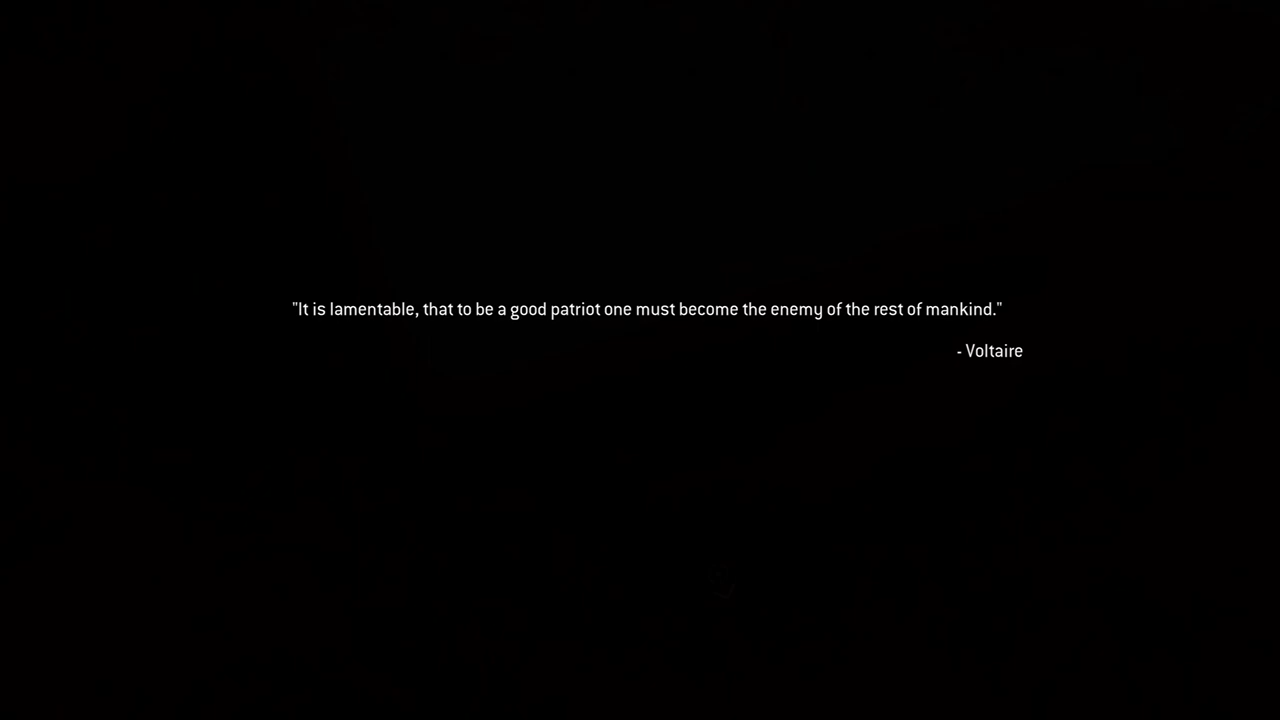 "It is lamentable, that to be a good patriot one must become the enemy of the rest of mankind."
- Voltaire